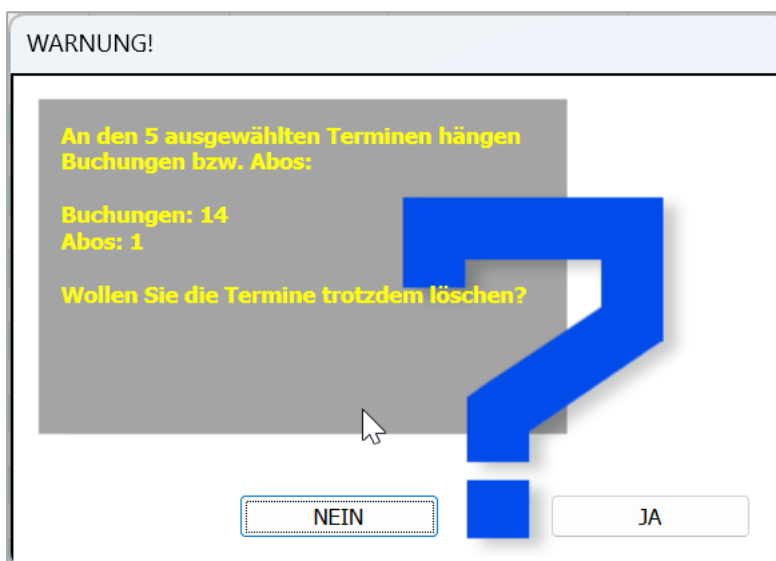 WARNUNG!
An den 5 ausgewählten Terminen hängen
Buchungen bzw. Abos:
Buchungen: 14
Abos: 1
Wollen Sie die Termine trotzdem löschen?
NEIN
JA